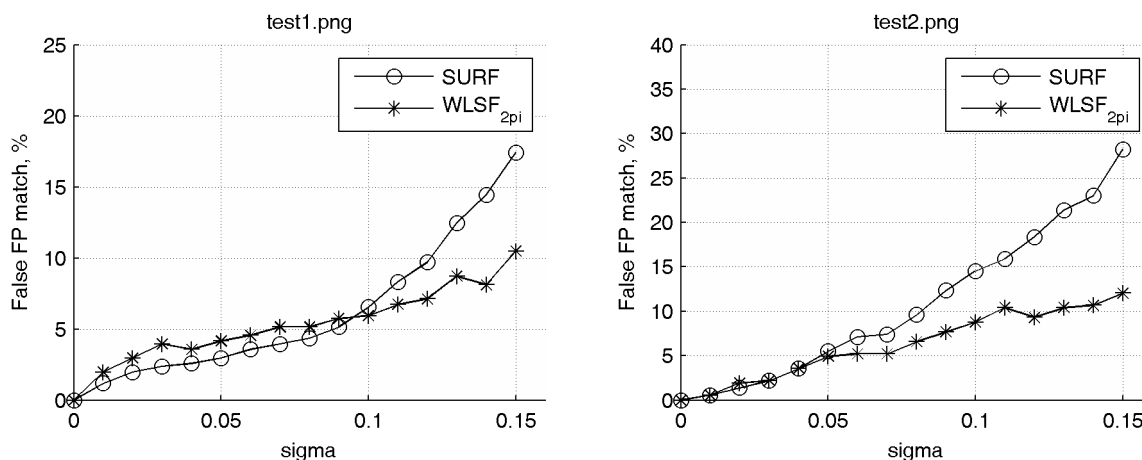 test1.png
25
20
15
10
5
0
False FP match, %
SURF
WLSF2pi
0
0.05
0.1
0.15
sigma
test2.png
40
35
30
25
20
15
10
5
0
False FP match, %
SURF
WLSF2pi
0
0.05
0.1
0.15
sigma